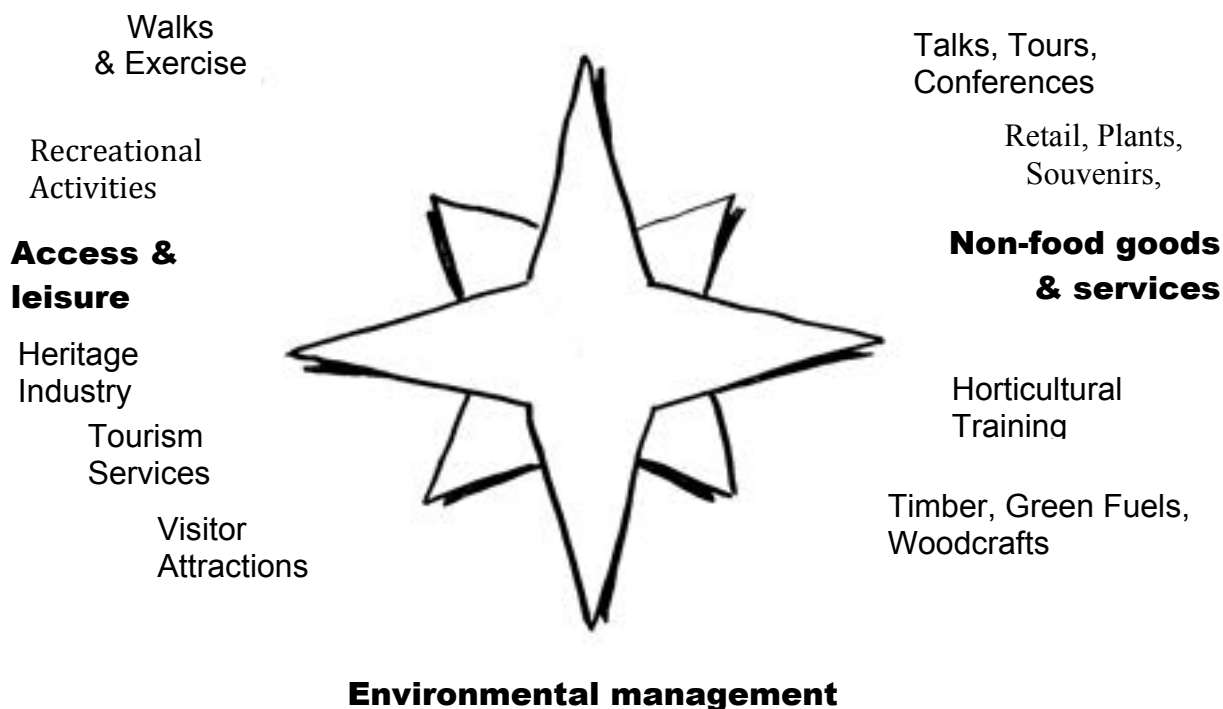 Walks
& Exercise
Recreational
Activities
Access &
leisure
Heritage
Industry
Tourism
Services
Visitor
Attractions
Talks, Tours,
Conferences
Retail, Plants,
Souvenirs,
Non-food goods
& services
Horticultural
Training
Timber, Green Fuels,
Woodcrafts
Environmental management